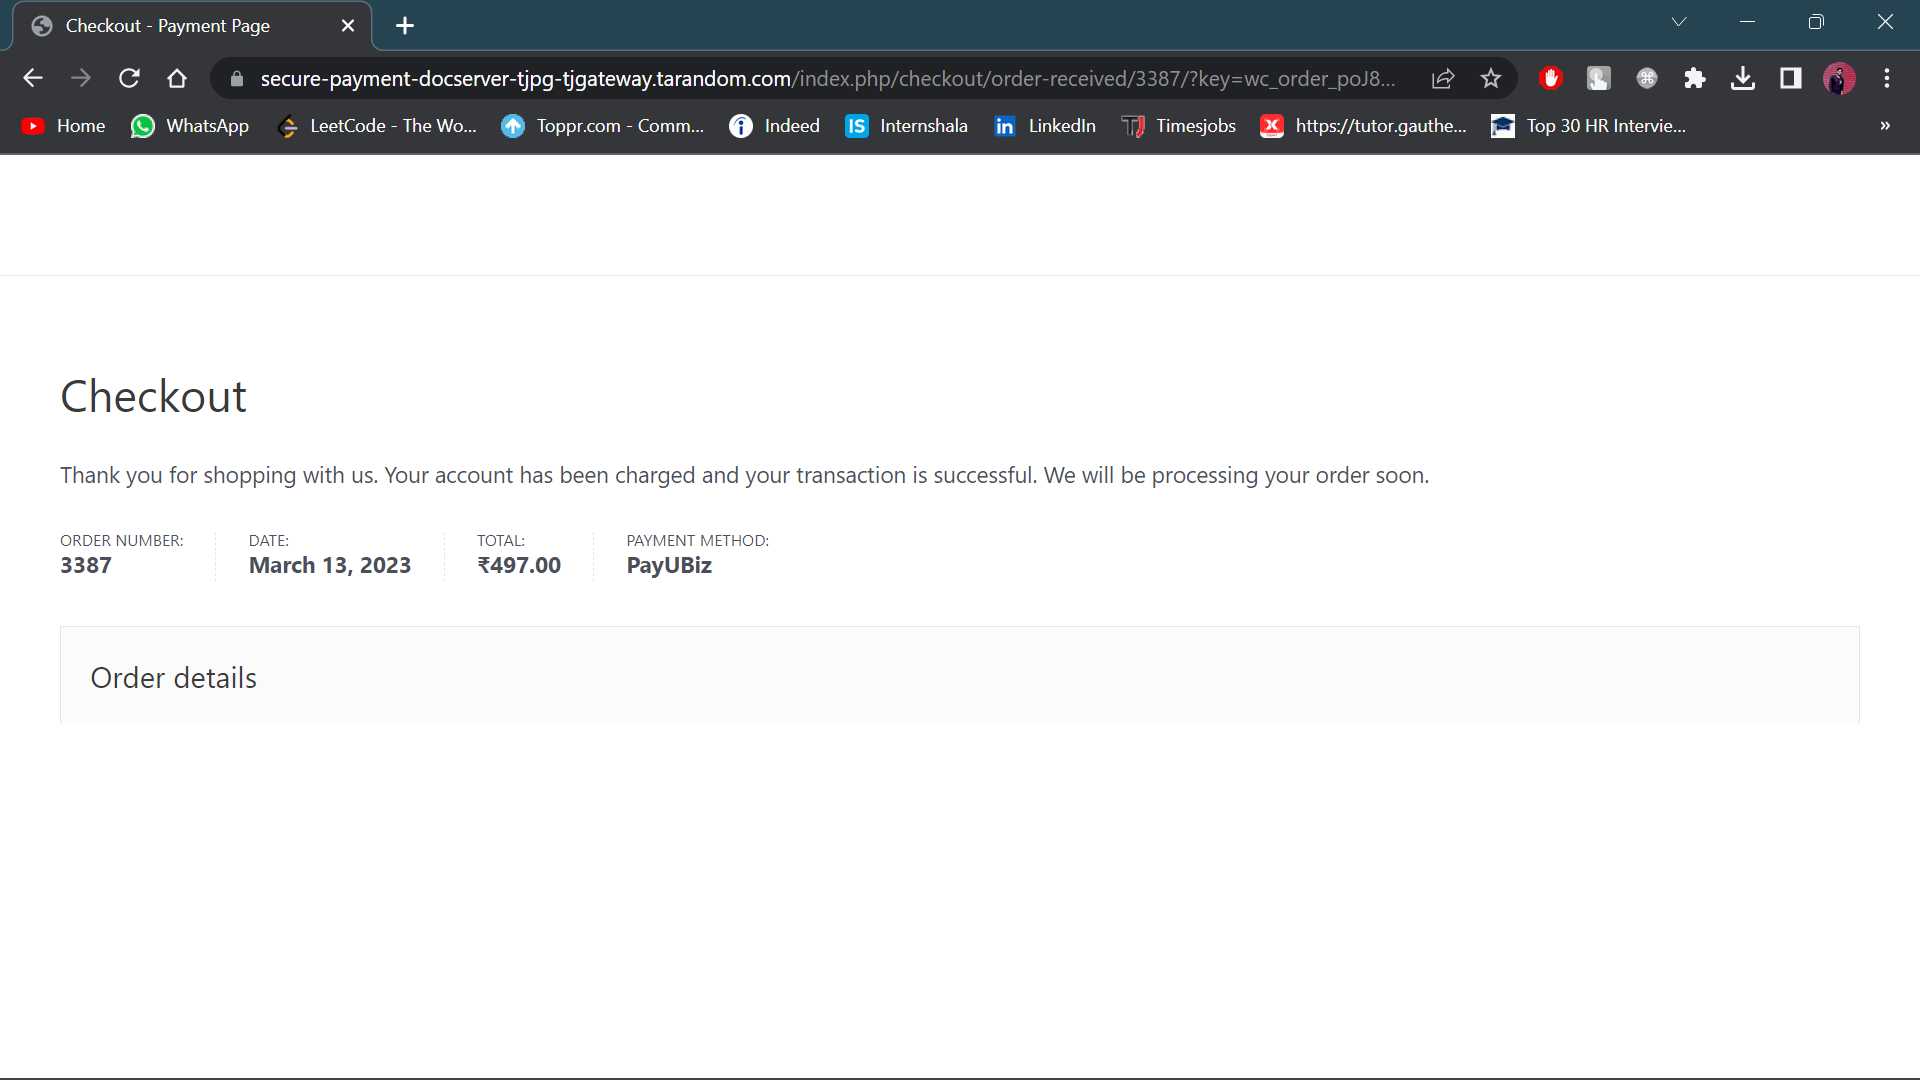 Checkout - Payment Page
secure-payment-docserver-tjpg-tjgateway.tarandom.com/index.php/checkout/order-received/3387/?key=wc_order_poJ8...
Home WhatsApp LeetCode - The Wo... Toppr.com - Comm... Indeed IS Internshala in LinkedIn TJ Timesjobs X https://tutor.gauthe... Top 30 HR Intervie... »
Checkout
Thank you for shopping with us. Your account has been charged and your transaction is successful. We will be processing your order soon.
ORDER NUMBER: DATE: TOTAL: PAYMENT METHOD:
3387 March 13, 2023 ₹497.00 PayUBiz
Order details